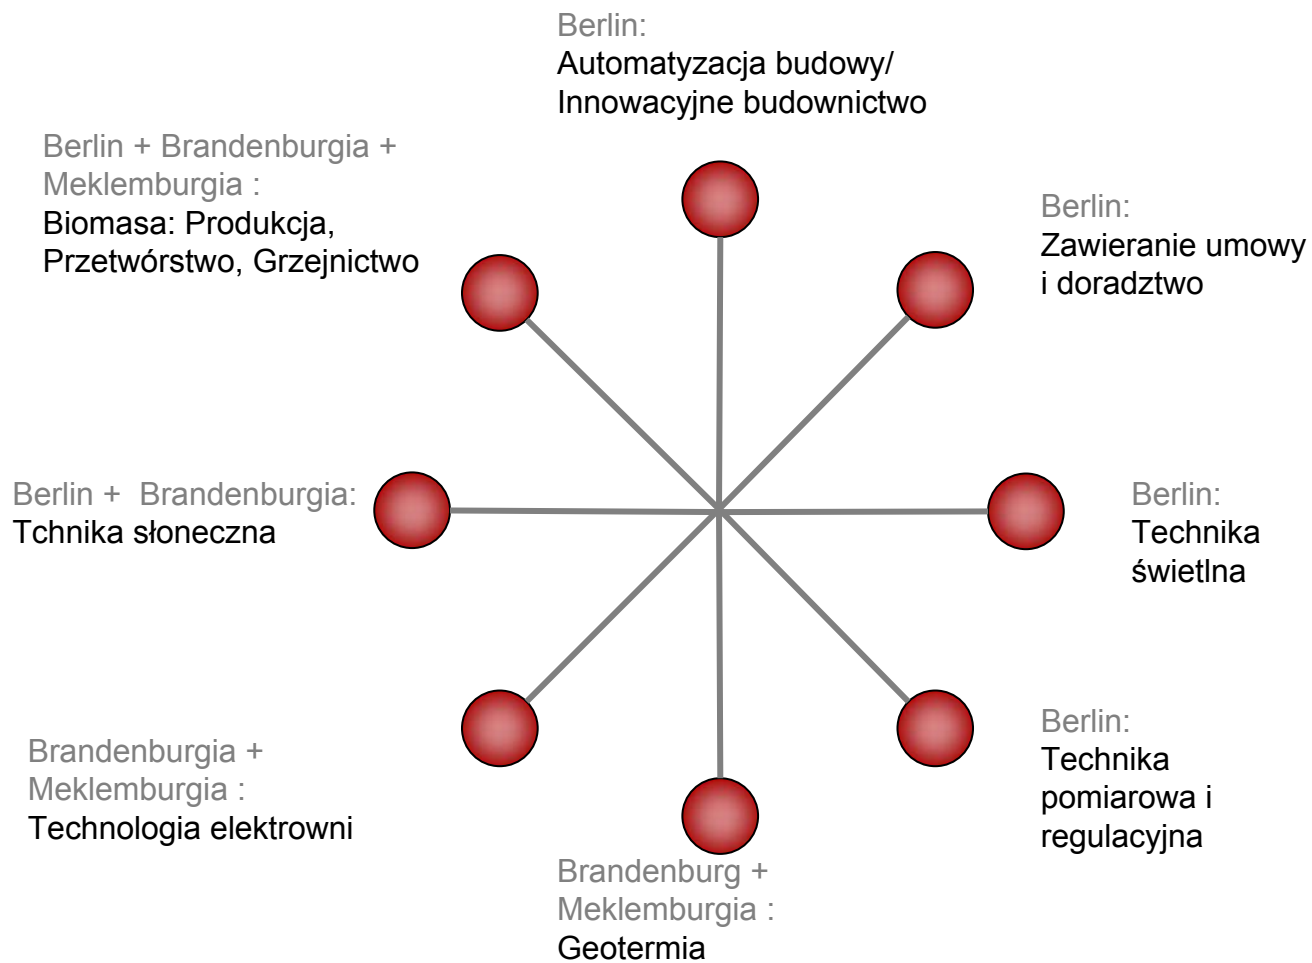 Berlin:
Automatyzacja budowy/
Innowacyjne budownictwo
Berlin + Brandenburgia +
Meklemburgia :
Biomasa: Produkcja,
Przetwórstwo, Grzejnictwo
Berlin:
Zawieranie umowy
i doradztwo
Berlin +  Brandenburgia:
Tchnika słoneczna
Berlin:
Technika
świetlna
Brandenburgia +
Meklemburgia :
Technologia elektrowni
Berlin:
Technika
pomiarowa i
regulacyjna
Brandenburg +
Meklemburgia :
Geotermia